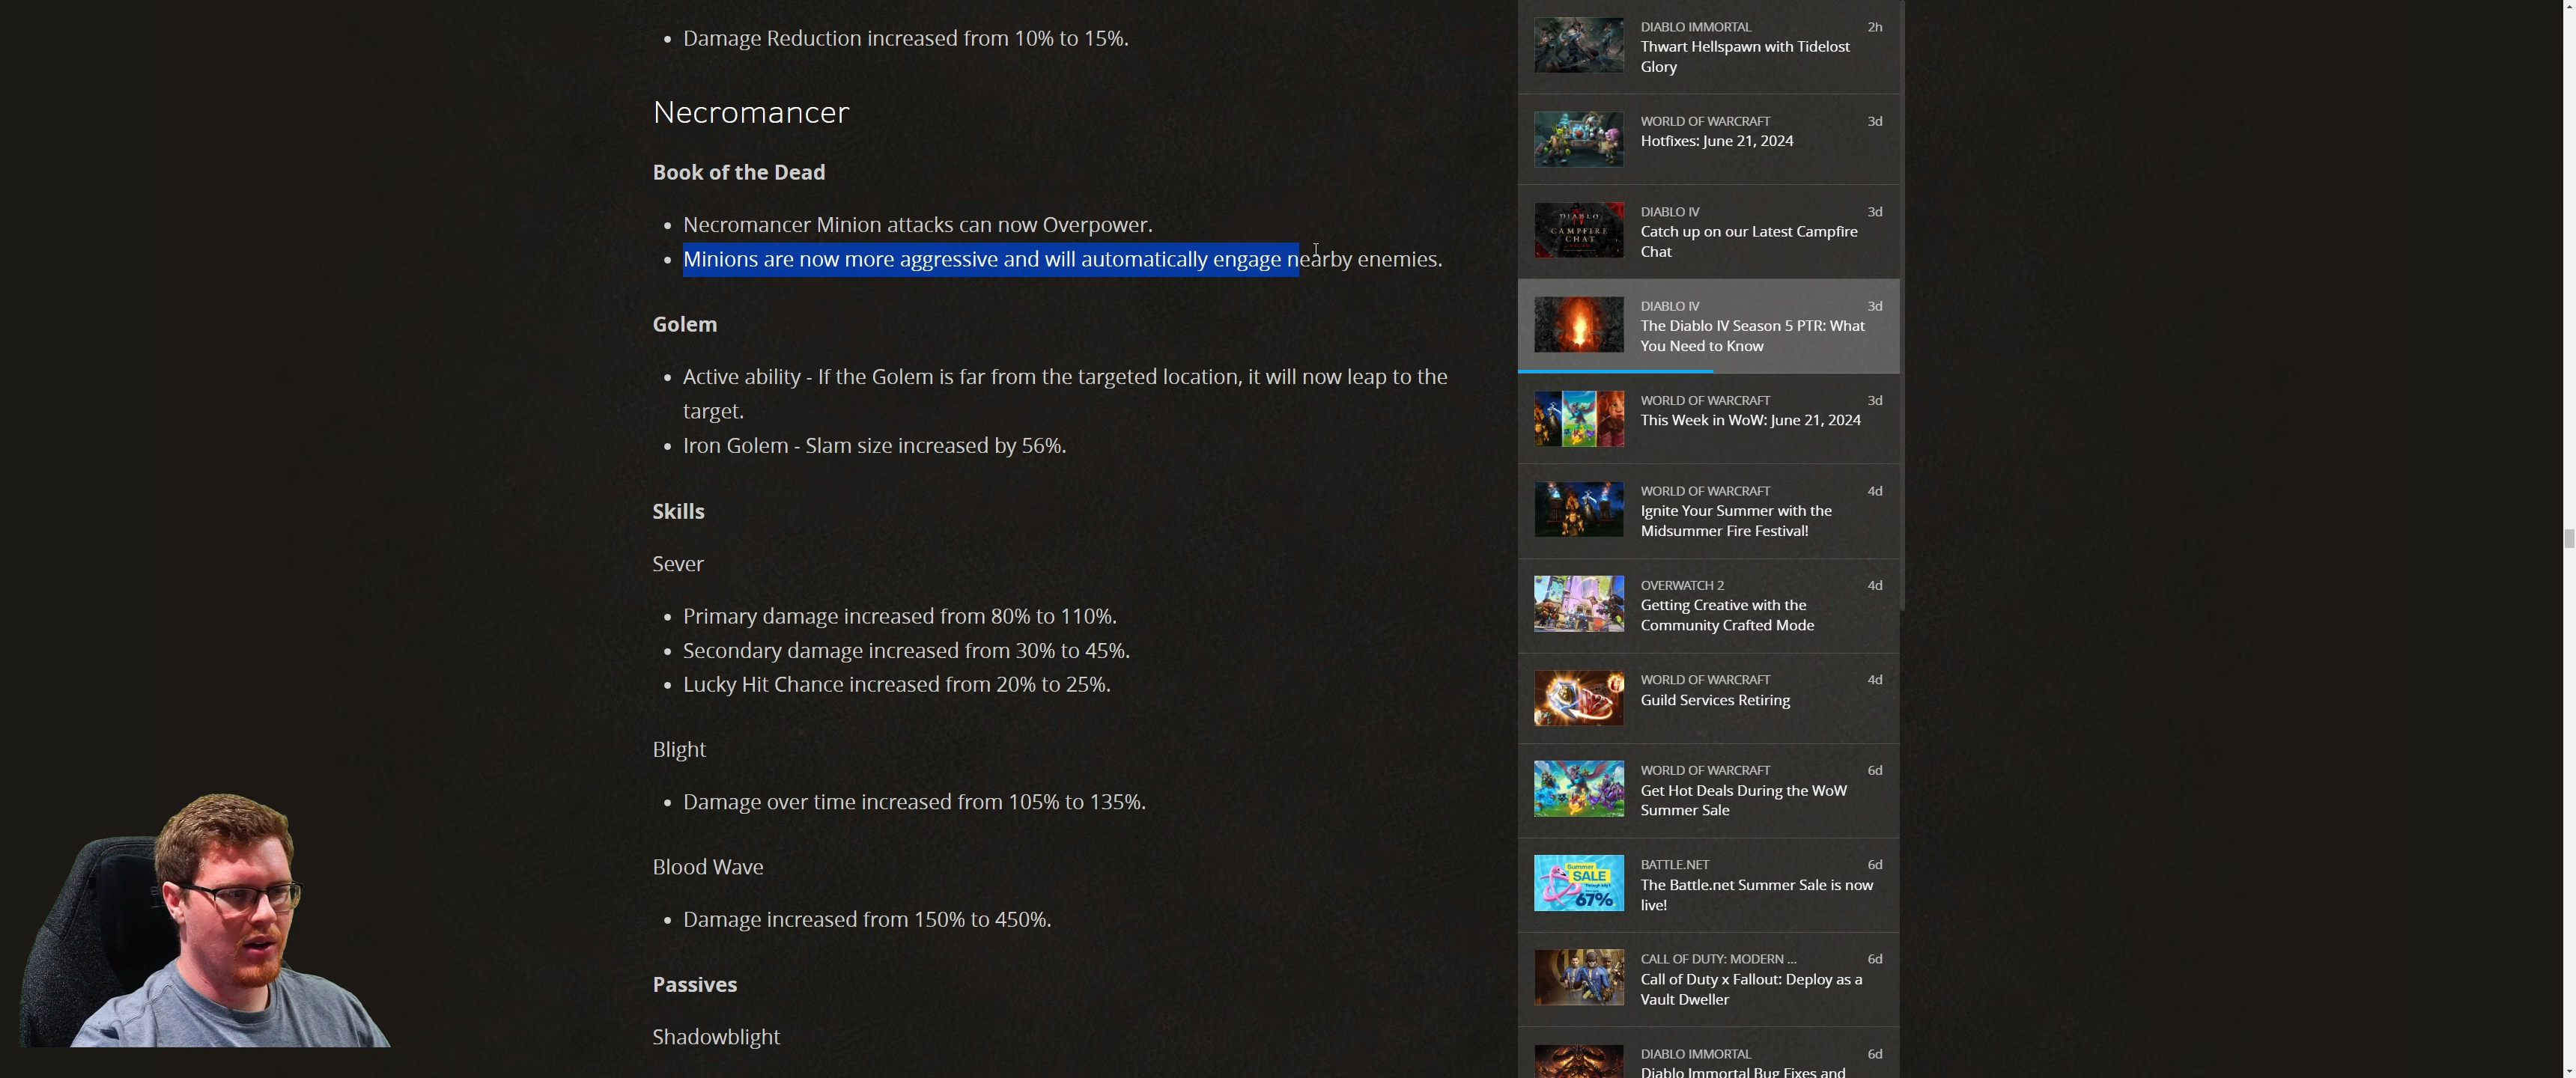 Damage Reduction increased from 10% to 15%.
Necromancer
Book of the Dead
Necromancer Minion attacks can now Overpower.
Minions are now more aggressive and will automatically engage nearby enemies.
Golem
Active ability - If the Golem is far from the targeted location, it will now leap to the
target.
Iron Golem - Slam size increased by 56%.
Skills
Sever
Primary damage increased from 80% to 110%.
Secondary damage increased from 30% to 45%.
Lucky Hit Chance increased from 20% to 25%.
Blight
Damage over time increased from 105% to 135%.
Blood Wave
Damage increased from 150% to 450%.
Passives
Shadowblight
DIABLO IMMORTAL 2h
Thwart Hellspawn with Tidelost
Glory
WORLD OF WARCRAFT 3d
Hotfixes: June 21, 2024
DIABLO IV
CAMPFIRE
CHAT
DIABLO IV 3d
Catch up on our Latest Campfire
Chat
DIABLO IV 3d
The Diablo IV Season 5 PTR: What
You Need to Know
WORLD OF WARCRAFT 3d
This Week in WoW: June 21, 2024
WORLD OF WARCRAFT 4d
Ignite Your Summer with the
Midsummer Fire Festival!
OVERWATCH 2 4d
Getting Creative with the
Community Crafted Mode
WORLD OF WARCRAFT 4d
Guild Services Retiring
WORLD OF WARCRAFT 6d
Get Hot Deals During the WoW
Summer Sale
Summer
SALE
67%
BATTLE.NET 6d
The Battle.net Summer Sale is now
live!
CALL OF DUTY: MODERN ... 6d
Call of Duty x Fallout: Deploy as a
Vault Dweller
DIABLO IMMORTAL 6d
Diablo Immortal Bug Fixes and